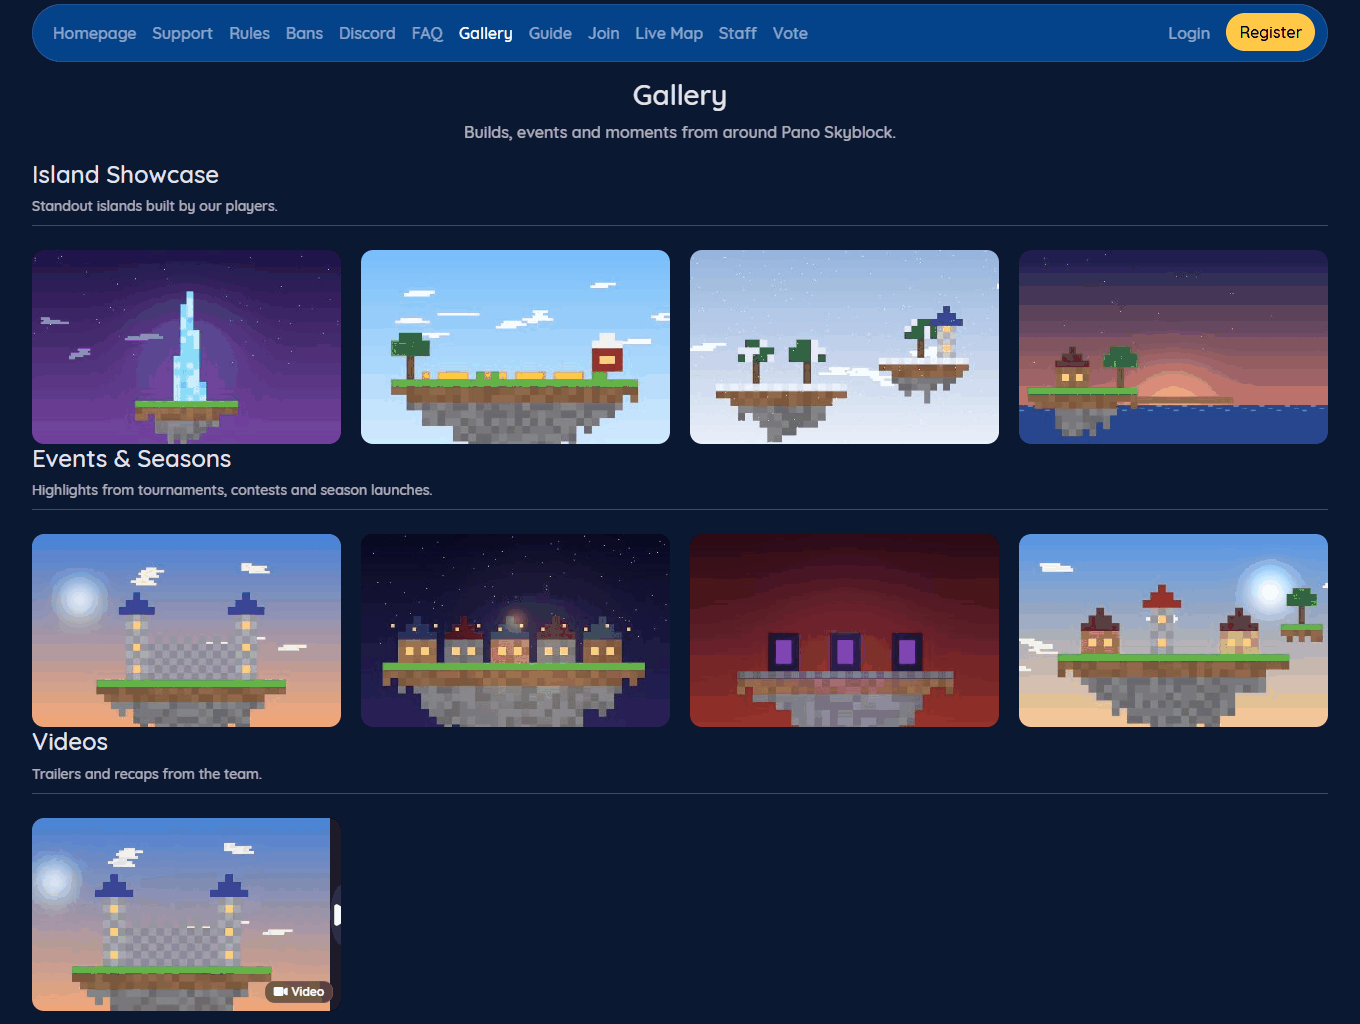 Homepage Support Rules Bans Discord FAQ Gallery Guide Join Live Map Staff Vote Login Register
Gallery
Builds, events and moments from around Pano Skyblock.
Island Showcase
Standout islands built by our players.
Events & Seasons
Highlights from tournaments, contests and season launches.
Videos
Trailers and recaps from the team.
Video